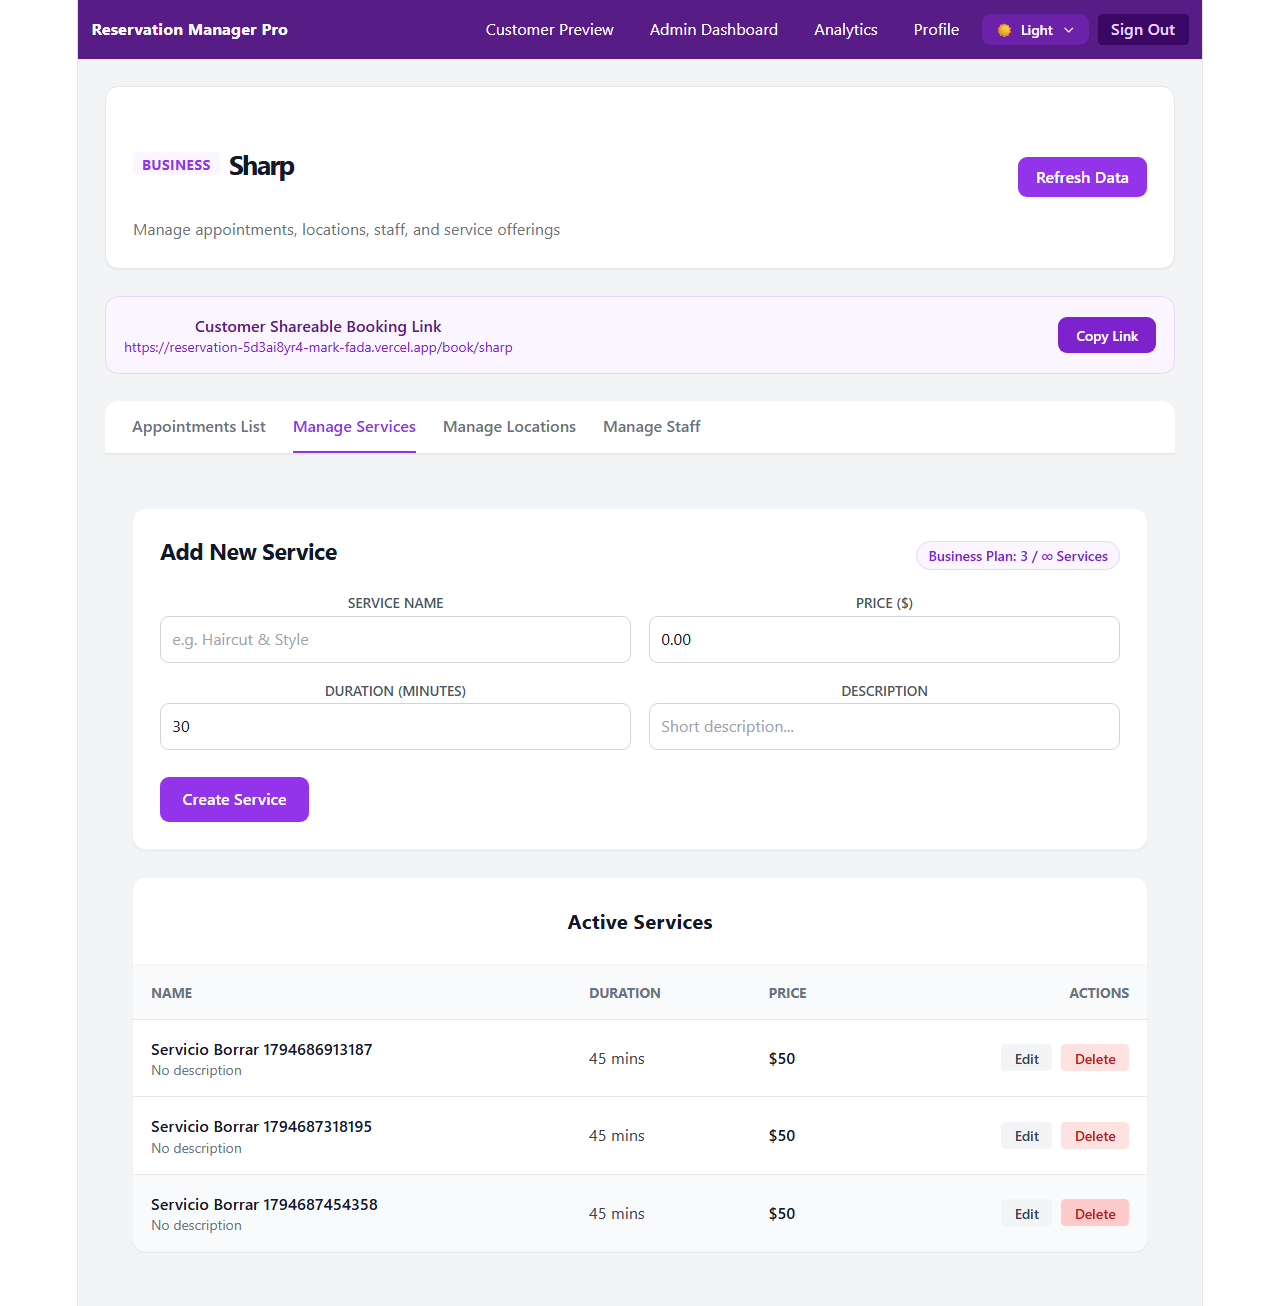 Reservation Manager Pro Customer Preview Admin Dashboard Analytics Profile Light Sign Out
BUSINESS Sharp
Refresh Data
Manage appointments, locations, staff, and service offerings
Customer Shareable Booking Link
https://reservation-5d3ai8yr4-mark-fada.vercel.app/book/sharp
Copy Link
Appointments List Manage Services Manage Locations Manage Staff
Add New Service
Business Plan: 3 / ∞ Services
SERVICE NAME PRICE ($)
e.g. Haircut & Style 0.00
DURATION (MINUTES) DESCRIPTION
30 Short description...
Create Service
Active Services
NAME DURATION PRICE ACTIONS
Servicio Borrar 1794686913187
No description
45 mins $50 Edit Delete
Servicio Borrar 1794687318195
No description
45 mins $50 Edit Delete
Servicio Borrar 1794687454358
No description
45 mins $50 Edit Delete